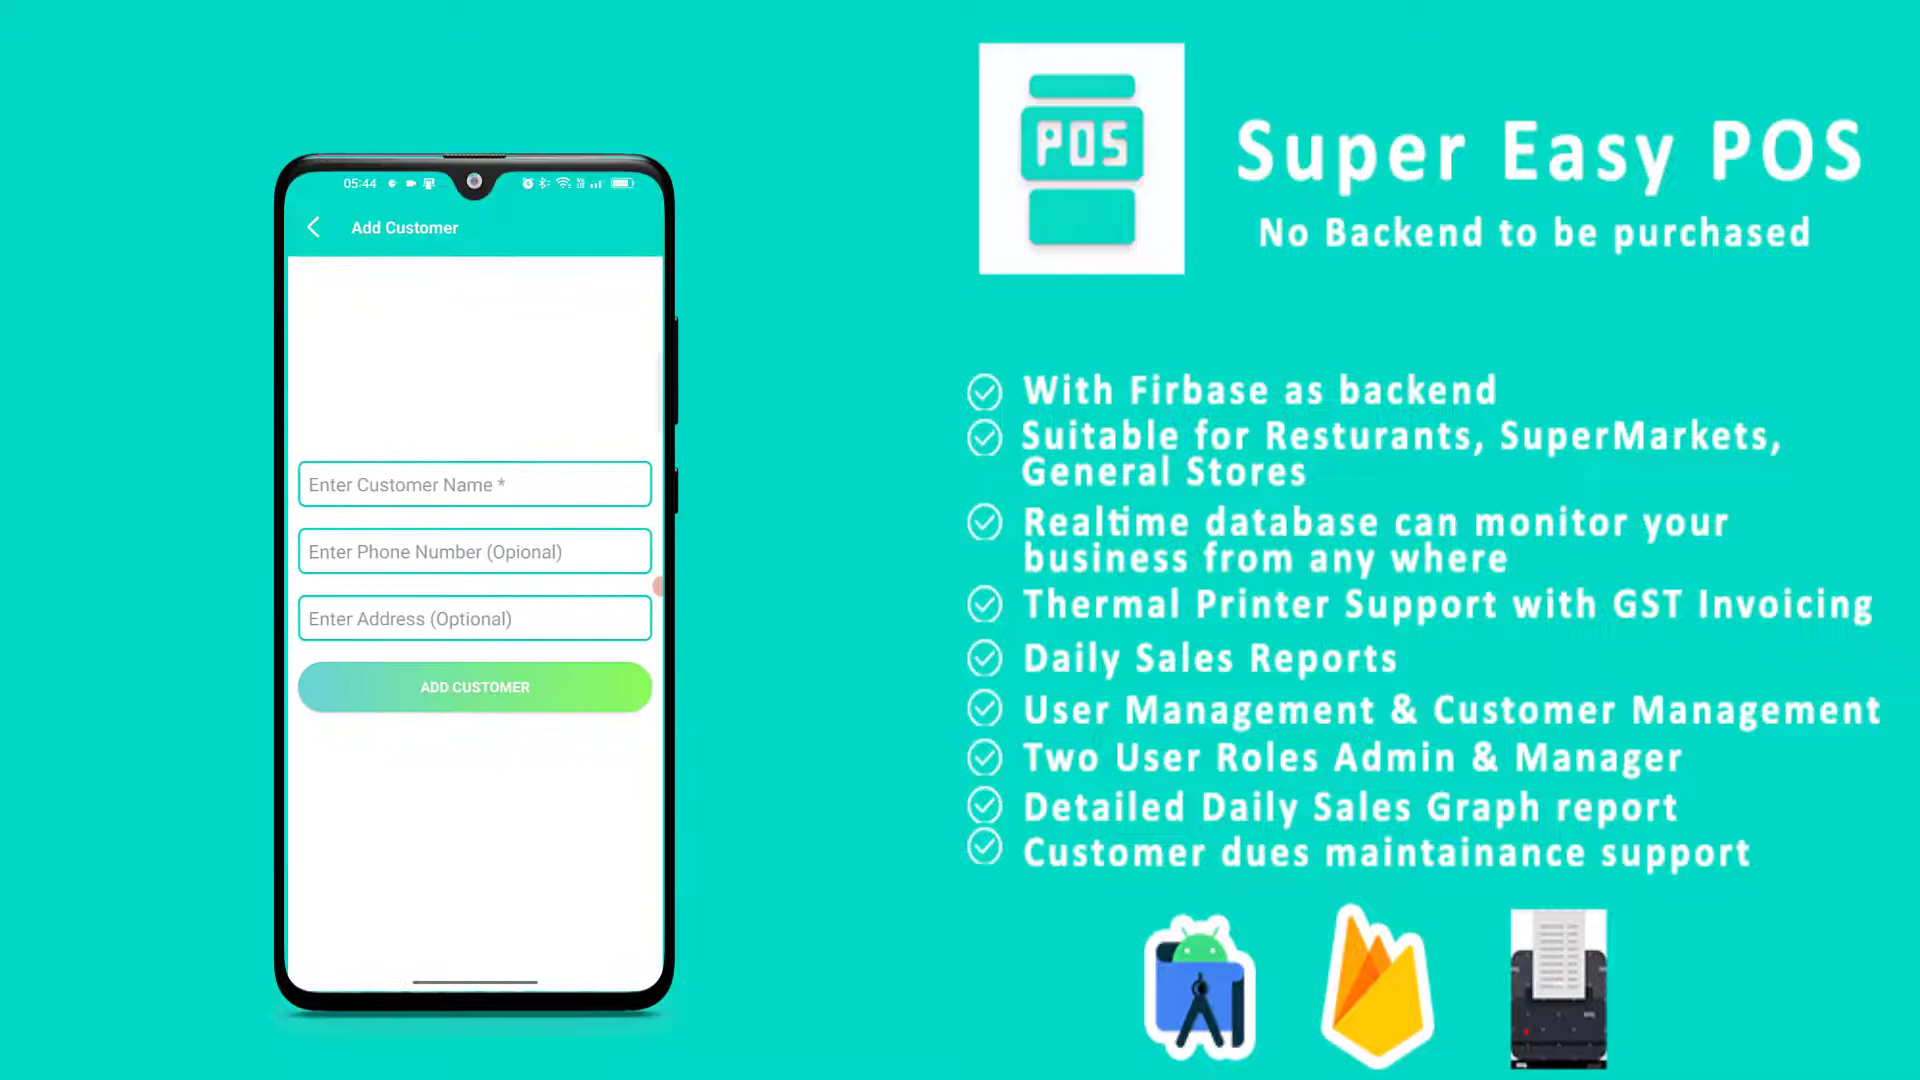 05:44
Add Customer
Enter Customer Name *
Enter Phone Number (Opional)
Enter Address (Optional)
ADD CUSTOMER
POS
Super Easy POS
No Backend to be purchased
With Firbase as backend
Suitable for Resturants, SuperMarkets,
General Stores
Realtime database can monitor your
business from any where
Thermal Printer Support with GST Invoicing
Daily Sales Reports
User Management & Customer Management
Two User Roles Admin & Manager
Detailed Daily Sales Graph report
Customer dues maintainance support